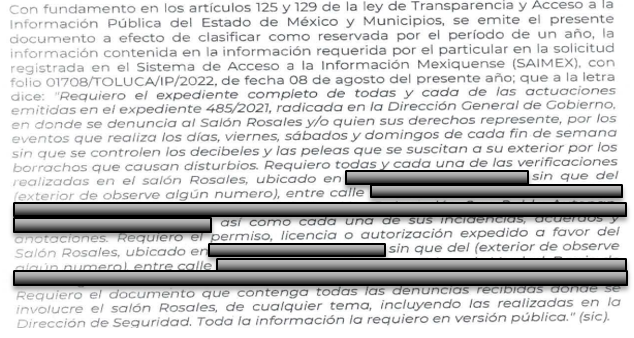 Con fundamento en los artículos 125 y 129 de la ley de Transparencia y Acceso a la
Información Pública del Estado de México y Municipios, se emite el presente
documento a efecto de clasificar como reservada por el período de un año, la
información contenida en la información requerida por el particular en la solicitud
registrada en el Sistema de Acceso a la Información Mexiquense (SAIMEX), con
folio 01708/TOLUCA/IP/2022, de fecha 08 de agosto del presente año; que a la letra
dice: "Requiero el expediente completo de todas y cada de las actuaciones
emitidas en el expediente 485/2021, radicada en la Dirección General de Gobierno,
en donde se denuncia al Salón Rosales y/o quien sus derechos represente, por los
eventos que realiza los días, viernes, sábados y domingos de cada fin de semana
sin que se controlen los decibeles y las peleas que se suscitan a su exterior por los
borrachos que causan disturbios. Requiero todas y cada una de las verificaciones
realizadas en el salón Rosales, ubicado en sin que del
(exterior de observe algún numero), entre calle
así como cada una de sus incidencias, acuerdos y
anotaciones. Requiero el permiso, licencia o autorización expedido a favor del
Salón Rosales, ubicado en sin que del (exterior de observe
algún numero) entre calle
Requiero el documento que contenga todas las denuncias recibidas donde se
involucre el salón Rosales, de cualquier tema, incluyendo las realizadas en la
Dirección de Seguridad. Toda la información la requiero en versión pública." (sic).